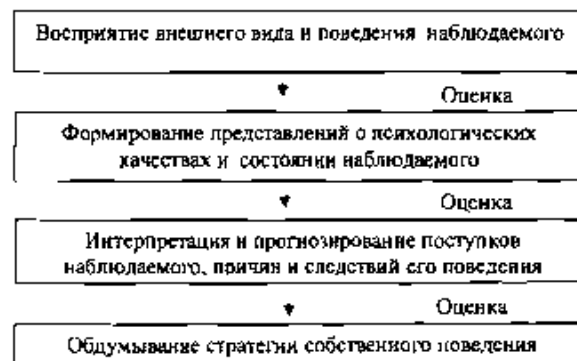 Восприятие внешнего вида и поведения наблюдаемого
Оценка
Формирование представлений о психологических
качествах и состоянии наблюдаемого
Оценка
Интерпретация и прогнозирование поступков
наблюдаемого, причин и следствий его поведения
Оценка
Обдумывание стратегии собственного поведения